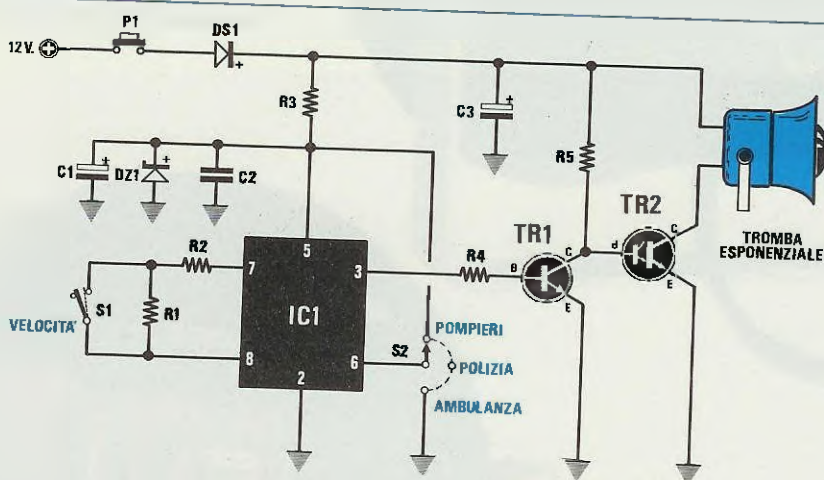 P1
DS1
12 V.
+
R3
C3
+
R5
C1
+
DZ1
+
C2
TR1
TR2
TROMBA
ESPONENZIALE
R2
7
5
3
R4
B
C
E
d
C
E
S1
R1
VELOCITA'
IC1
8
2
6
S2
POMPIERI
POLIZIA
AMBULANZA